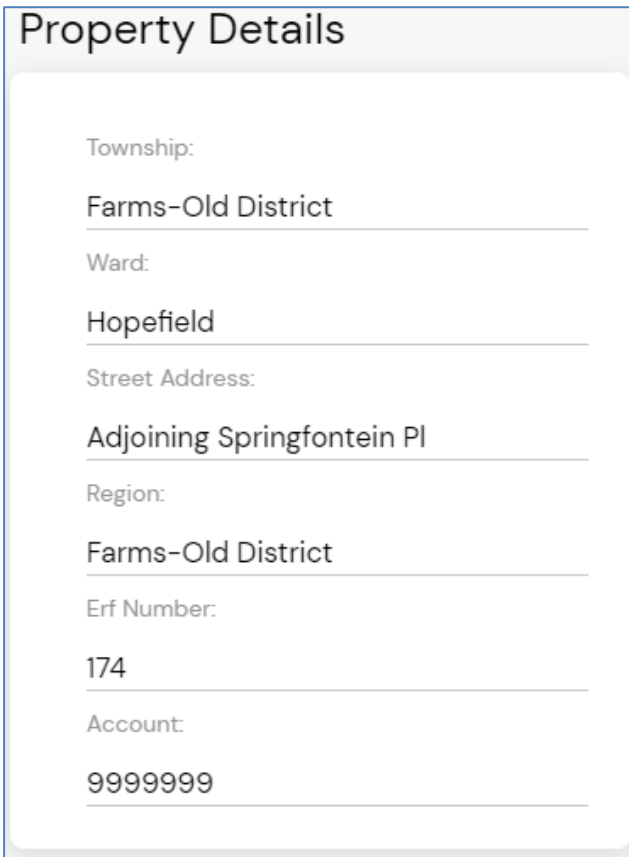 Property Details
Township:
Farms-Old District
Ward:
Hopefield
Street Address:
Adjoining Springfontein Pl
Region:
Farms-Old District
Erf Number:
174
Account:
9999999